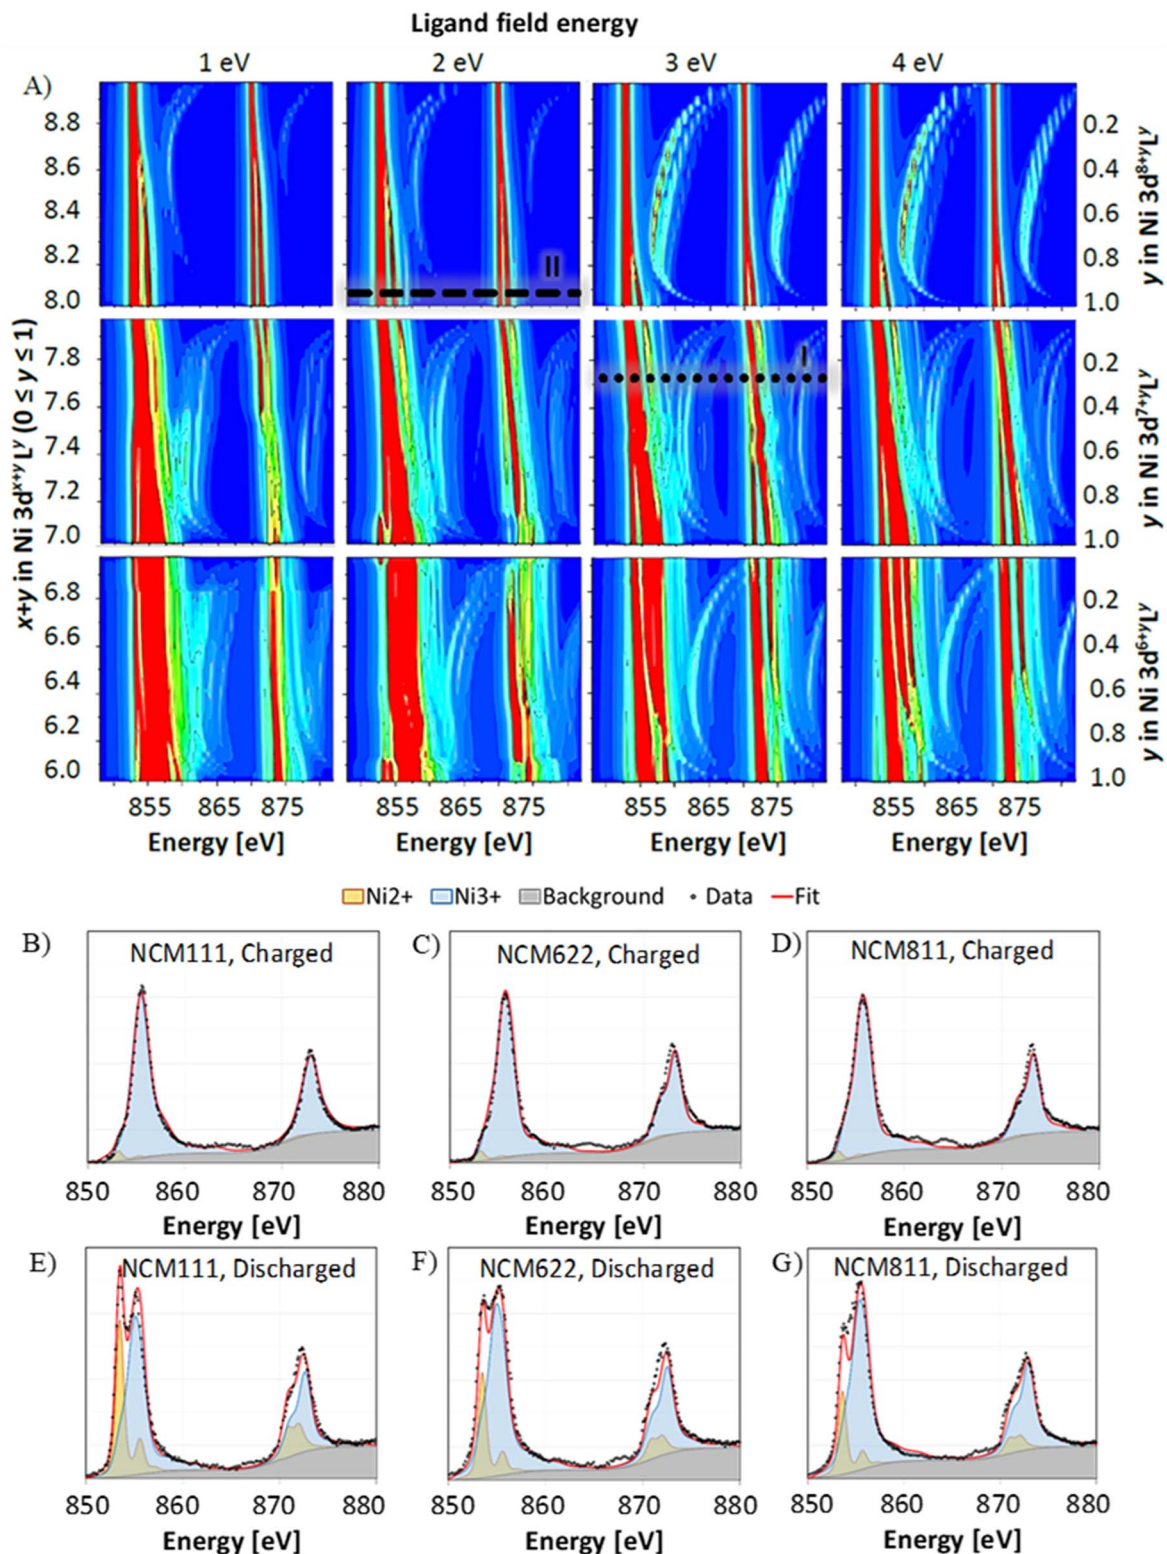 Ligand field energy
1 eV 2 eV 3 eV 4 eV
A)
8.8
8.6
8.4
8.2
8.0
II
0.2
0.4
0.6
0.8
1.0
y in Ni 3d⁸⁺ʸLʸ
x+y in Ni 3dˣ⁺ʸ Lʸ (0 ≤ y ≤ 1)
7.8
7.6
7.4
7.2
7.0
I
0.2
0.4
0.6
0.8
1.0
y in Ni 3d⁷⁺ʸLʸ
6.8
6.6
6.4
6.2
6.0
0.2
0.4
0.6
0.8
1.0
y in Ni 3d⁶⁺ʸLʸ
855 865 875 855 865 875 855 865 875 855 865 875
Energy [eV] Energy [eV] Energy [eV] Energy [eV]
Ni2+ Ni3+ Background Data Fit
B) NCM111, Charged
850 860 870 880
Energy [eV]
C) NCM622, Charged
850 860 870 880
Energy [eV]
D) NCM811, Charged
850 860 870 880
Energy [eV]
E) NCM111, Discharged
850 860 870 880
Energy [eV]
F) NCM622, Discharged
850 860 870 880
Energy [eV]
G) NCM811, Discharged
850 860 870 880
Energy [eV]